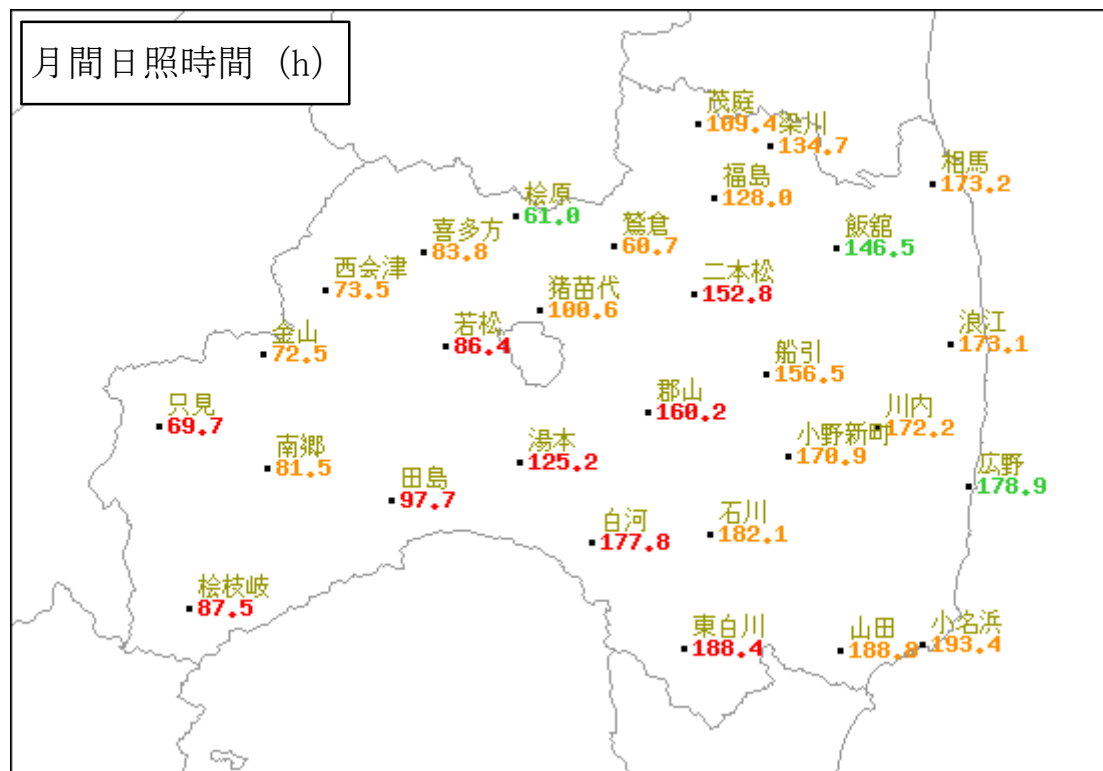 月間日照時間 (h)
茂庭
109.4
梁川
134.7
相馬
173.2
福島
128.0
桧原
61.0
鷲倉
60.7
飯舘
146.5
喜多方
83.8
西会津
73.5
猪苗代
100.6
二本松
152.8
金山
72.5
若松
86.4
浪江
173.1
船引
156.5
只見
69.7
郡山
160.2
川内
172.2
南郷
81.5
湯本
125.2
小野新町
170.9
田島
97.7
広野
178.9
白河
177.8
石川
182.1
桧枝岐
87.5
東白川
188.4
山田
188.8
小名浜
193.4